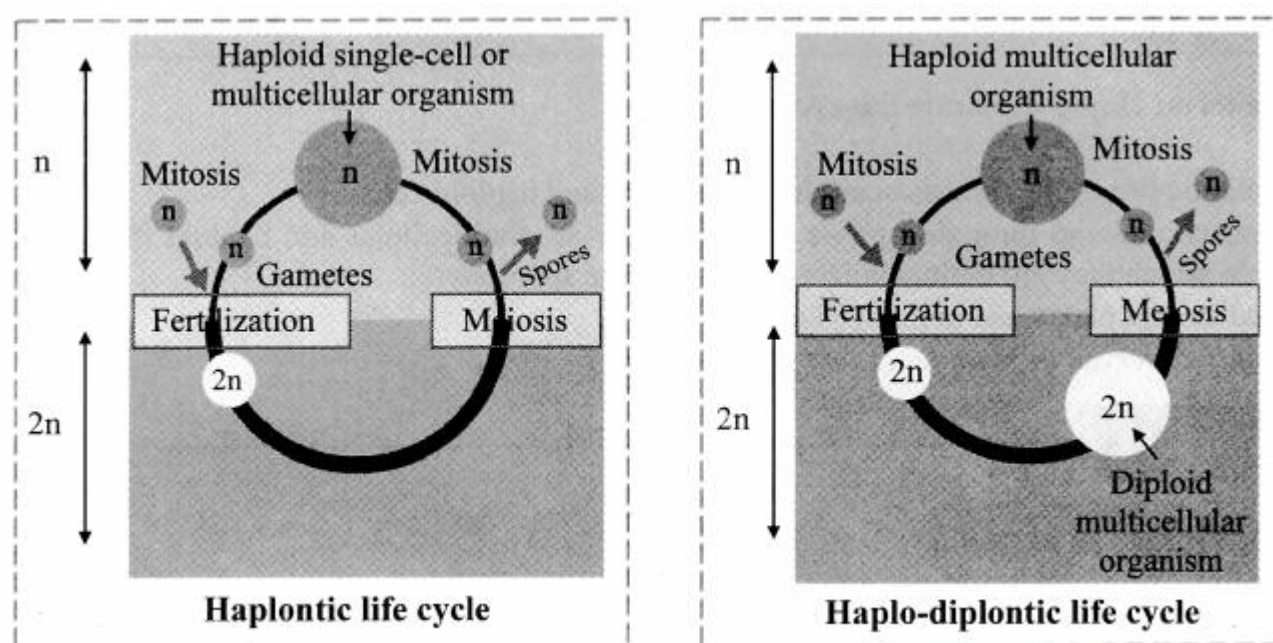 Haploid single-cell or
multicellular organism
n
n
Mitosis
Mitosis
n
n
n
n
Gametes
Spores
Fertilization
Meiosis
2n
2n
Haplontic life cycle
Haploid multicellular
organism
n
n
Mitosis
Mitosis
n
n
n
n
Gametes
Spores
Fertilization
Meiosis
2n
2n
2n
Diploid
multicellular
organism
Haplo-diplontic life cycle